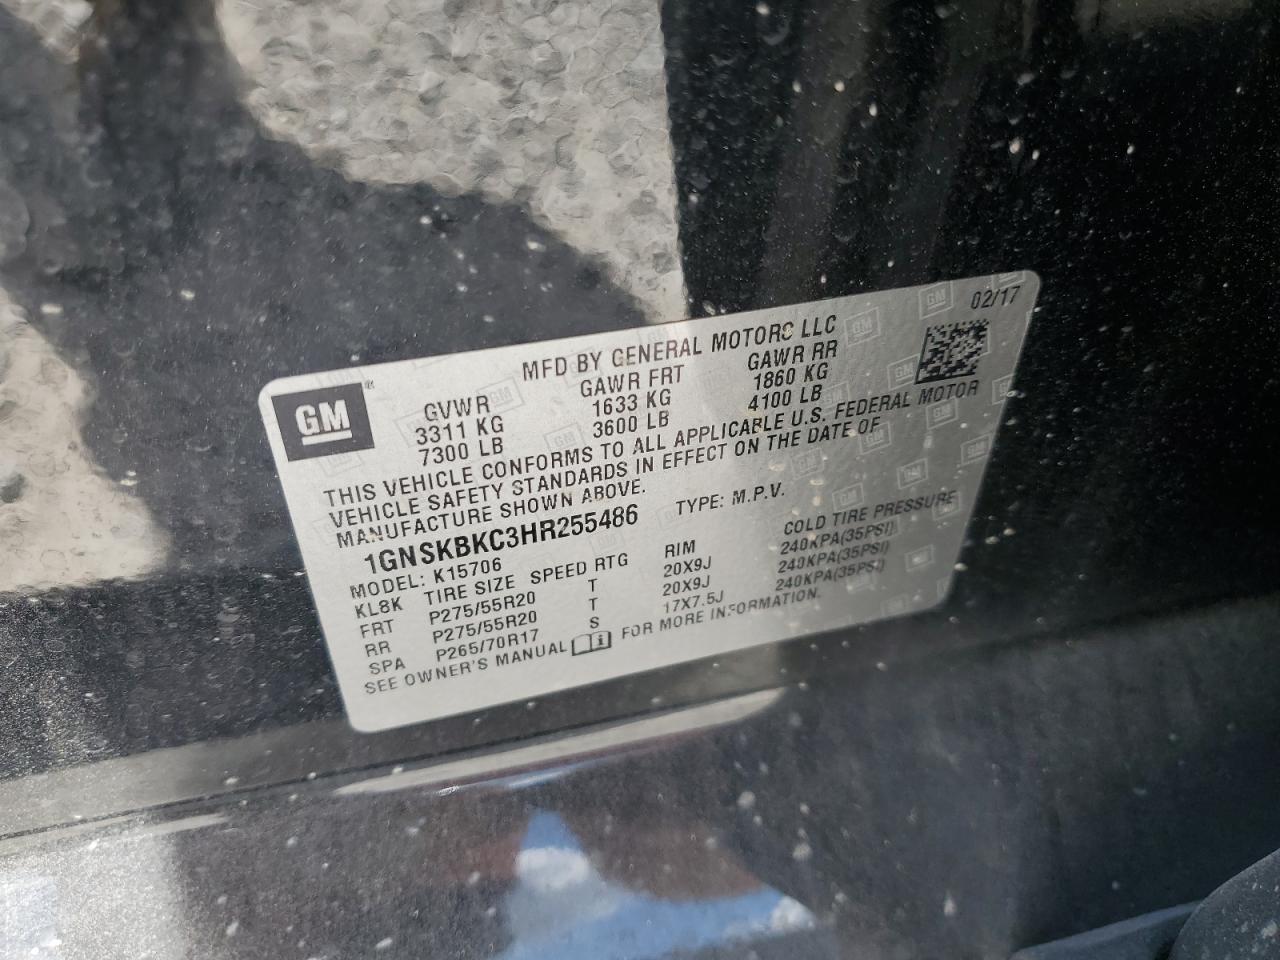 02/17
GM
MFD BY GENERAL MOTORS LLC
GVWR GAWR FRT GAWR RR
3311 KG 1633 KG 1860 KG
7300 LB 3600 LB 4100 LB
THIS VEHICLE CONFORMS TO ALL APPLICABLE U.S. FEDERAL MOTOR
VEHICLE SAFETY STANDARDS IN EFFECT ON THE DATE OF
MANUFACTURE SHOWN ABOVE.
1GNSKBKC3HR255486 TYPE: M.P.V.
MODEL: K15706
KL8K TIRE SIZE SPEED RTG RIM COLD TIRE PRESSURE
FRT P275/55R20 T 20X9J 240KPA(35PSI)
RR P275/55R20 T 20X9J 240KPA(35PSI)
SPA P265/70R17 S 17X7.5J 240KPA(35PSI)
SEE OWNER'S MANUAL FOR MORE INFORMATION.